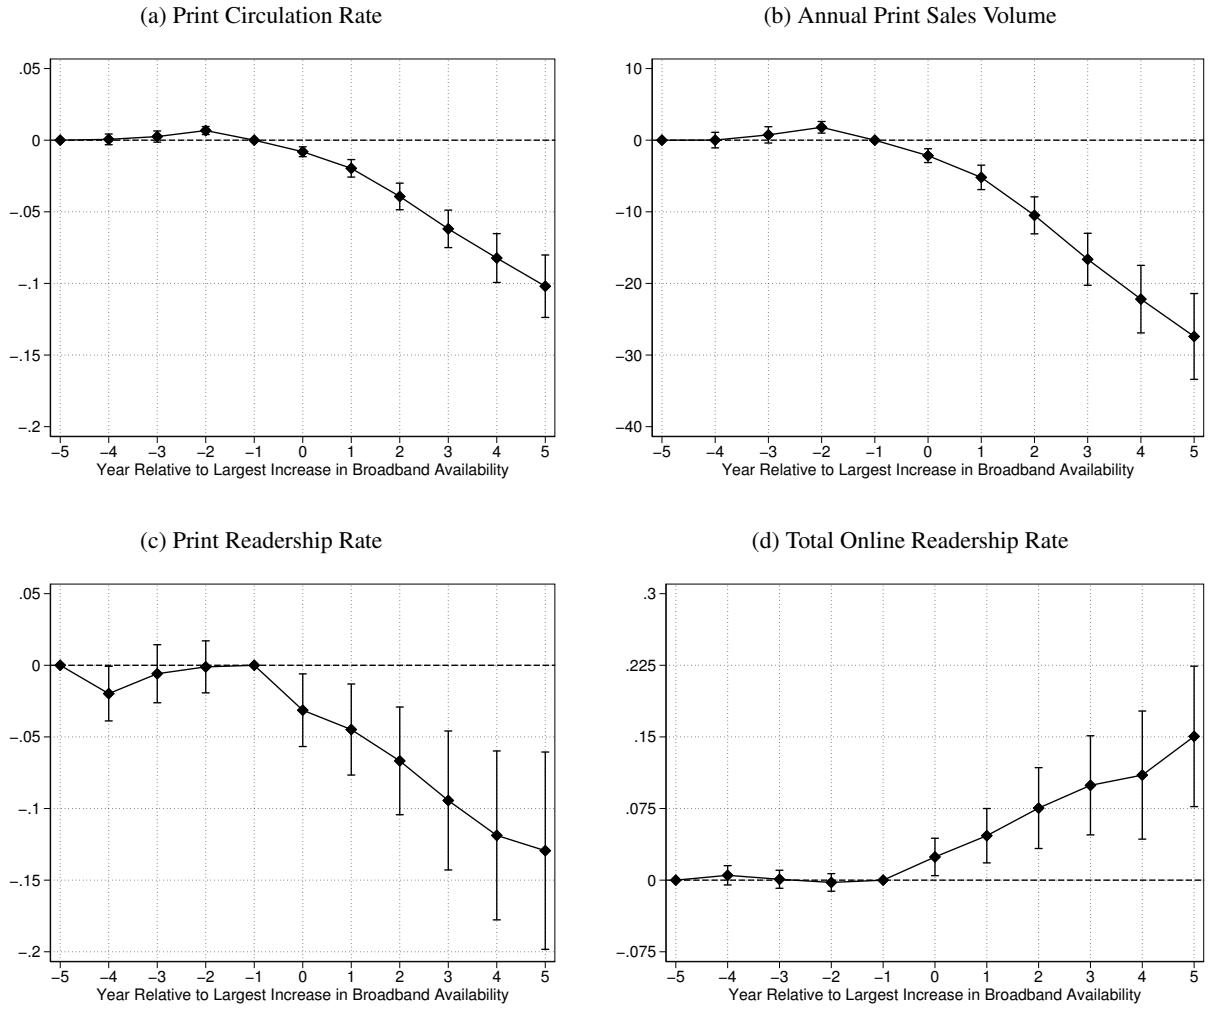 (a) Print Circulation Rate
.05
0
−.05
−.1
−.15
−.2
−5 −4 −3 −2 −1 0 1 2 3 4 5
Year Relative to Largest Increase in Broadband Availability
(b) Annual Print Sales Volume
10
0
−10
−20
−30
−40
−5 −4 −3 −2 −1 0 1 2 3 4 5
Year Relative to Largest Increase in Broadband Availability
(c) Print Readership Rate
.05
0
−.05
−.1
−.15
−.2
−5 −4 −3 −2 −1 0 1 2 3 4 5
Year Relative to Largest Increase in Broadband Availability
(d) Total Online Readership Rate
.3
.225
.15
.075
0
−.075
−5 −4 −3 −2 −1 0 1 2 3 4 5
Year Relative to Largest Increase in Broadband Availability